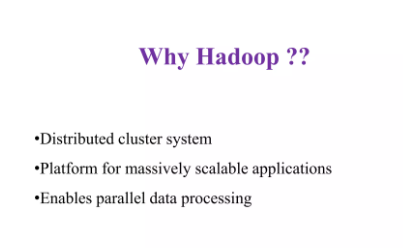 Why Hadoop ??
•Distributed cluster system
•Platform for massively scalable applications
•Enables parallel data processing